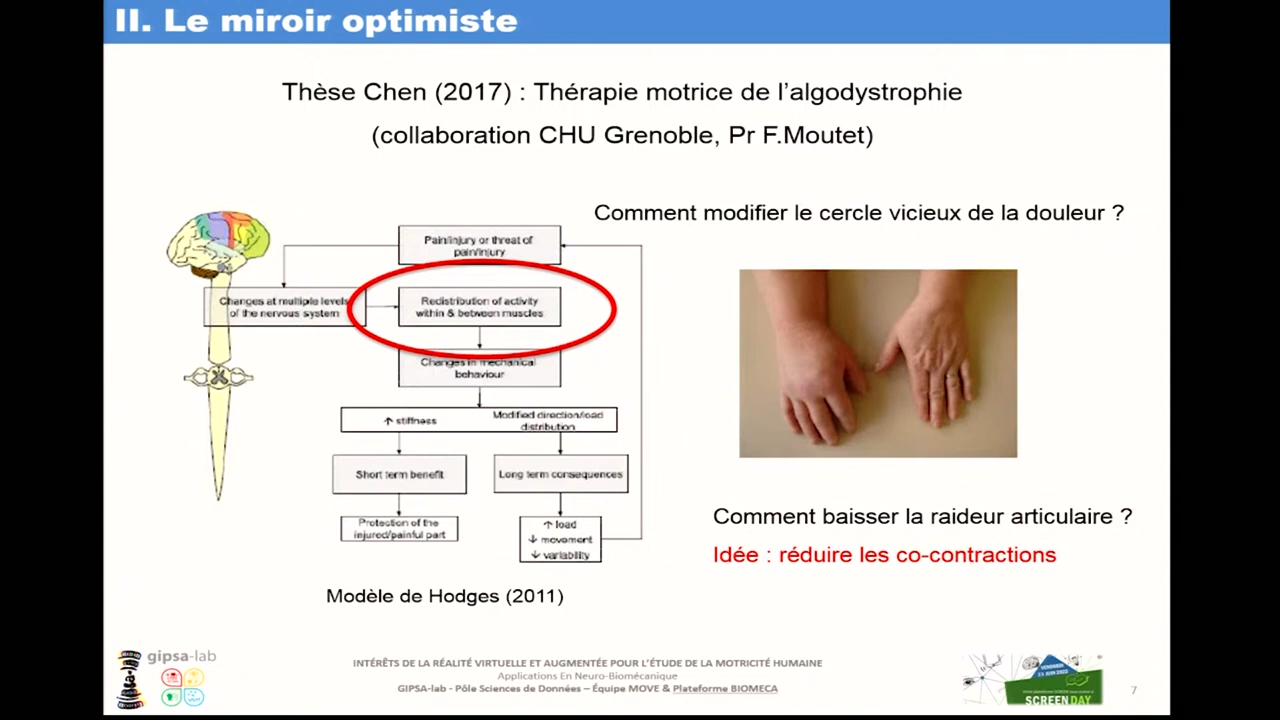 II. Le miroir optimiste
Thèse Chen (2017) : Thérapie motrice de l'algodystrophie
(collaboration CHU Grenoble, Pr F.Moutet)
Comment modifier le cercle vicieux de la douleur ?
Pain/injury or threat of
pain/injury
Changes at multiple levels
of the nervous system
Redistribution of activity
within & between muscles
Changes in mechanical
behaviour
↑ stiffness
Modified direction/load
distribution
Short term benefit
Long term consequences
Protection of the
injured/painful part
↑ load
↓ movement
↓ variability
Modèle de Hodges (2011)
Comment baisser la raideur articulaire ?
Idée : réduire les co-contractions
gipsa-lab
INTÉRÊTS DE LA RÉALITÉ VIRTUELLE ET AUGMENTÉE POUR L'ÉTUDE DE LA MOTRICITÉ HUMAINE
Applications En Neuro-Biomécanique
GIPSA-lab - Pôle Sciences de Données – Équipe MOVE & Plateforme BIOMECA
VENDREDI
SCREEN DAY
7